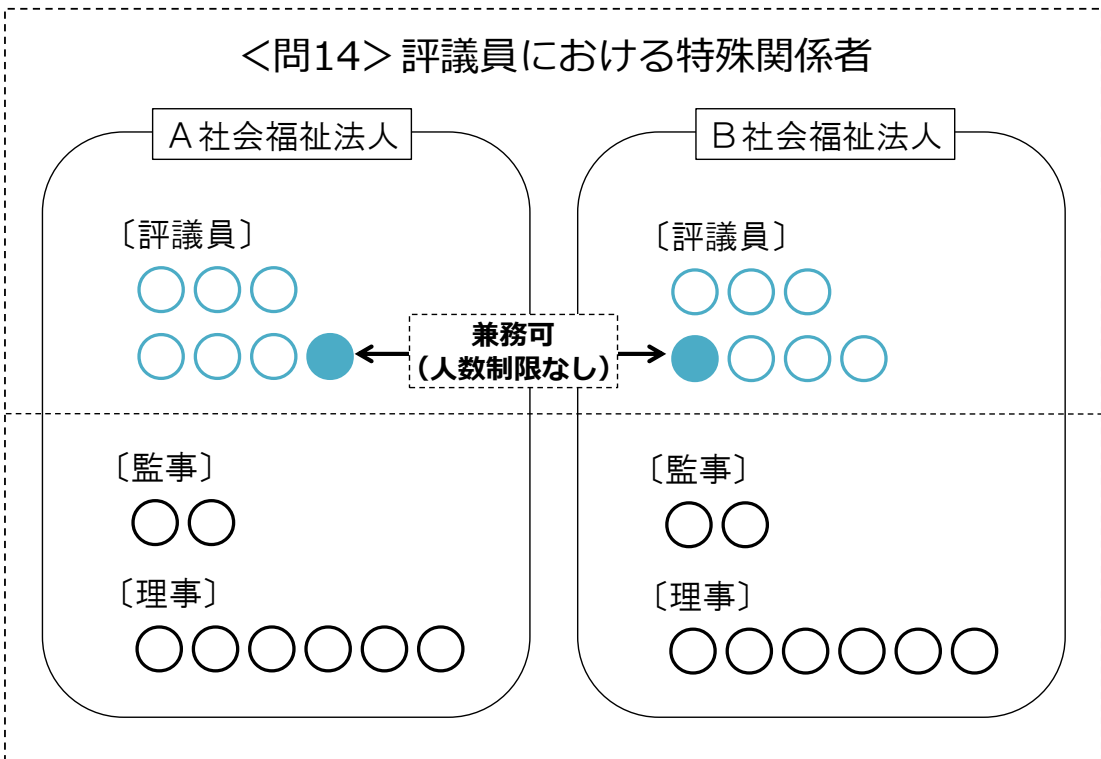 <問14>評議員における特殊関係者
A社会福祉法人
B社会福祉法人
〔評議員〕
〔評議員〕
兼務可
(人数制限なし)
〔監事〕
〔監事〕
〔理事〕
〔理事〕